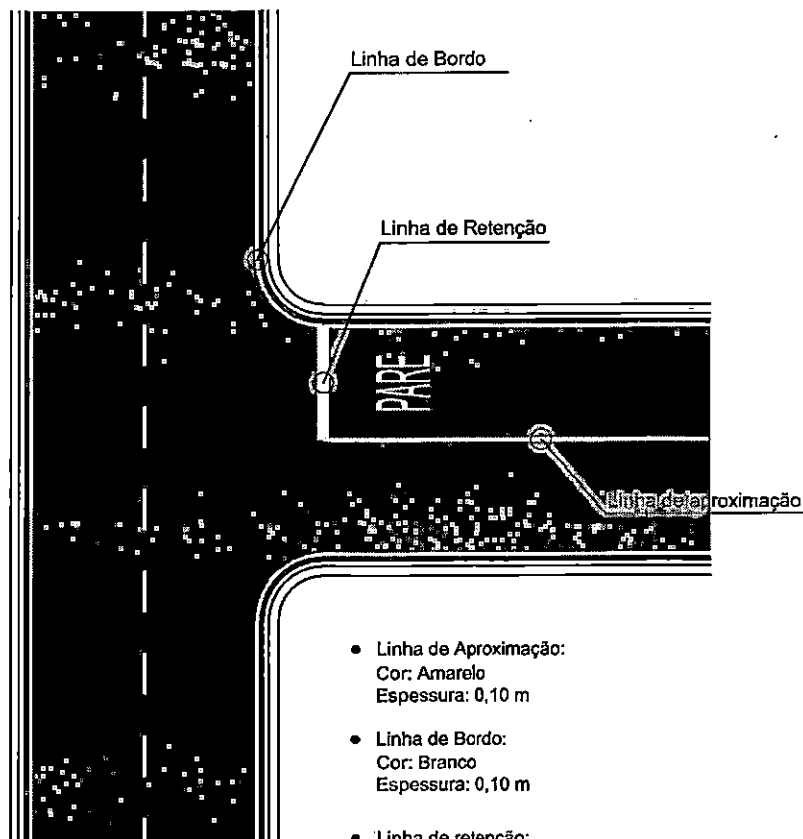 Linha de Bordo
Linha de Retenção
PARE
Linha de aproximação
• Linha de Aproximação:
Cor: Amarelo
Espessura: 0,10 m
• Linha de Bordo:
Cor: Branco
Espessura: 0,10 m
• Linha de retenção: